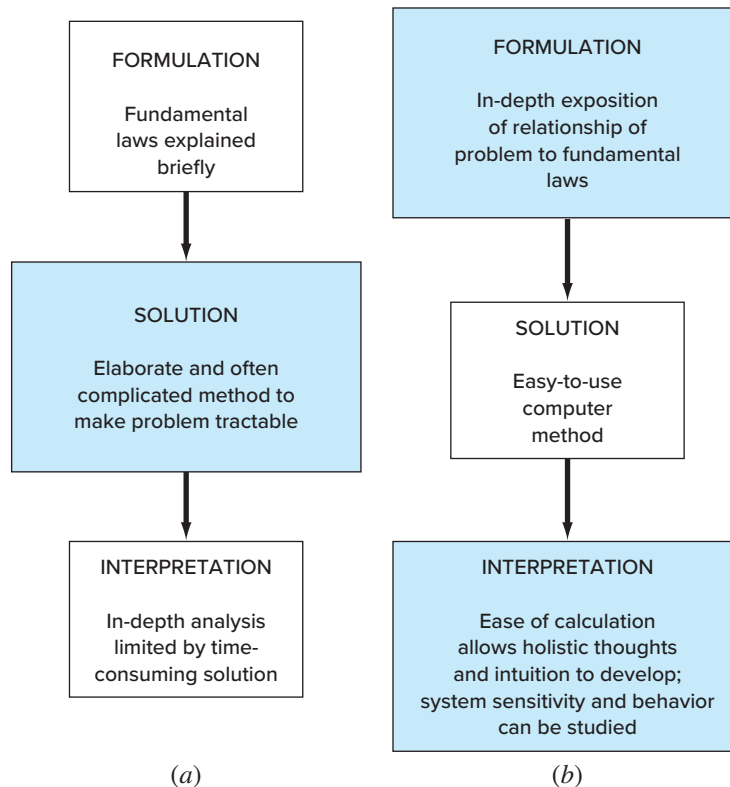 FORMULATION
Fundamental
laws explained
briefly
SOLUTION
Elaborate and often
complicated method to
make problem tractable
INTERPRETATION
In-depth analysis
limited by time-
consuming solution
(a)
FORMULATION
In-depth exposition
of relationship of
problem to fundamental
laws
SOLUTION
Easy-to-use
computer
method
INTERPRETATION
Ease of calculation
allows holistic thoughts
and intuition to develop;
system sensitivity and behavior
can be studied
(b)